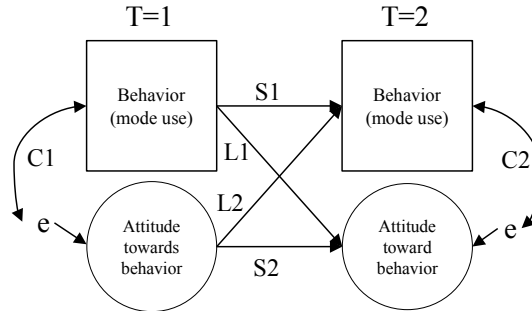 T=1
T=2
Behavior
(mode use)
S1
Behavior
(mode use)
C1
L1
C2
L2
e
Attitude
towards
behavior
S2
Attitude
toward
behavior
e